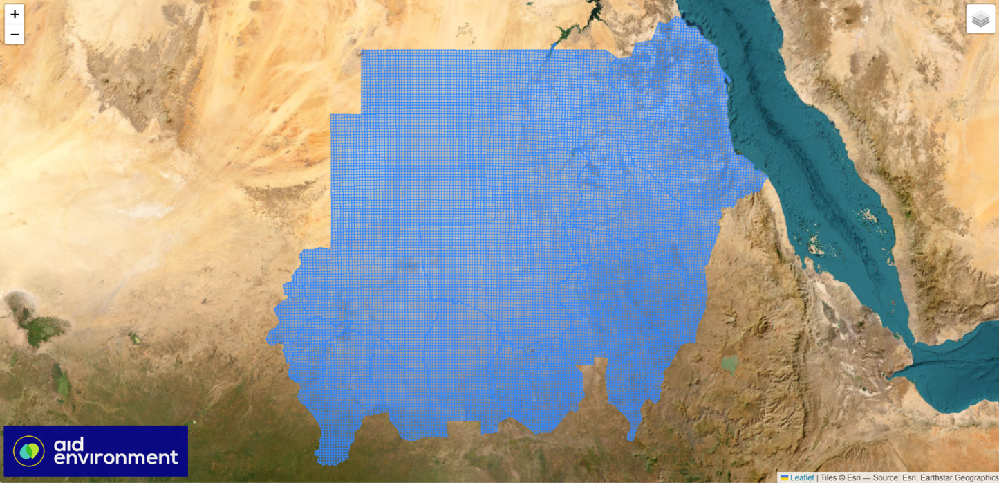 +
−
aid
environment
Leaflet | Tiles © Esri — Source: Esri, Earthstar Geographics